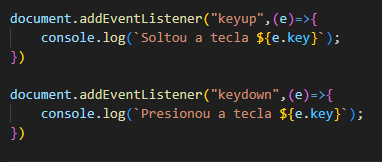 document.addEventListener("keyup",(e)=>{
    console.log(`Soltou a tecla ${e.key}`);
})
document.addEventListener("keydown",(e)=>{
    console.log(`Presionou a tecla ${e.key}`);
})